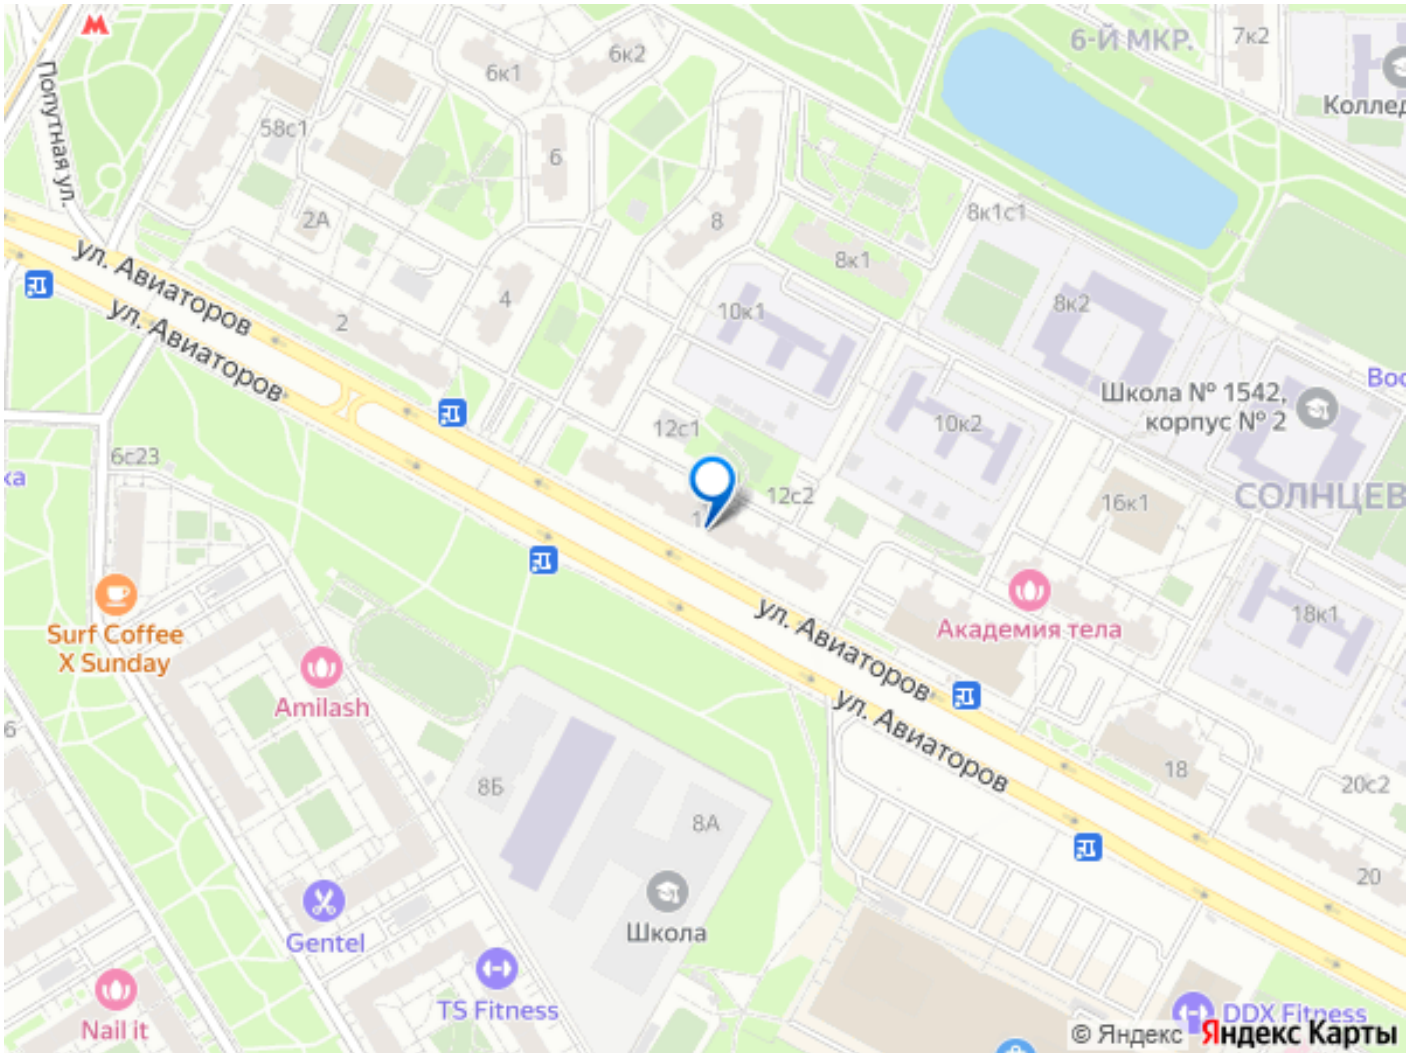 6-Й МКР.
7к2
6к2
6к1
Коллед
Попутная ул.
58с1
6
8к1с1
2А
8
8к1
ул. Авиаторов
4
8к2
10к1
2
ул. Авиаторов
Вос
Школа № 1542,
корпус № 2
12с1
10к2
6с23
ка
12с2
СОЛНЦЕВ
16к1
Surf Coffee
X Sunday
Академия тела
18к1
ул. Авиаторов
Amilash
ул. Авиаторов
6
18
8Б
20с2
8А
20
Школа
Gentel
TS Fitness
DDX Fitness
Nail it
© Яндекс Яндекс Карты